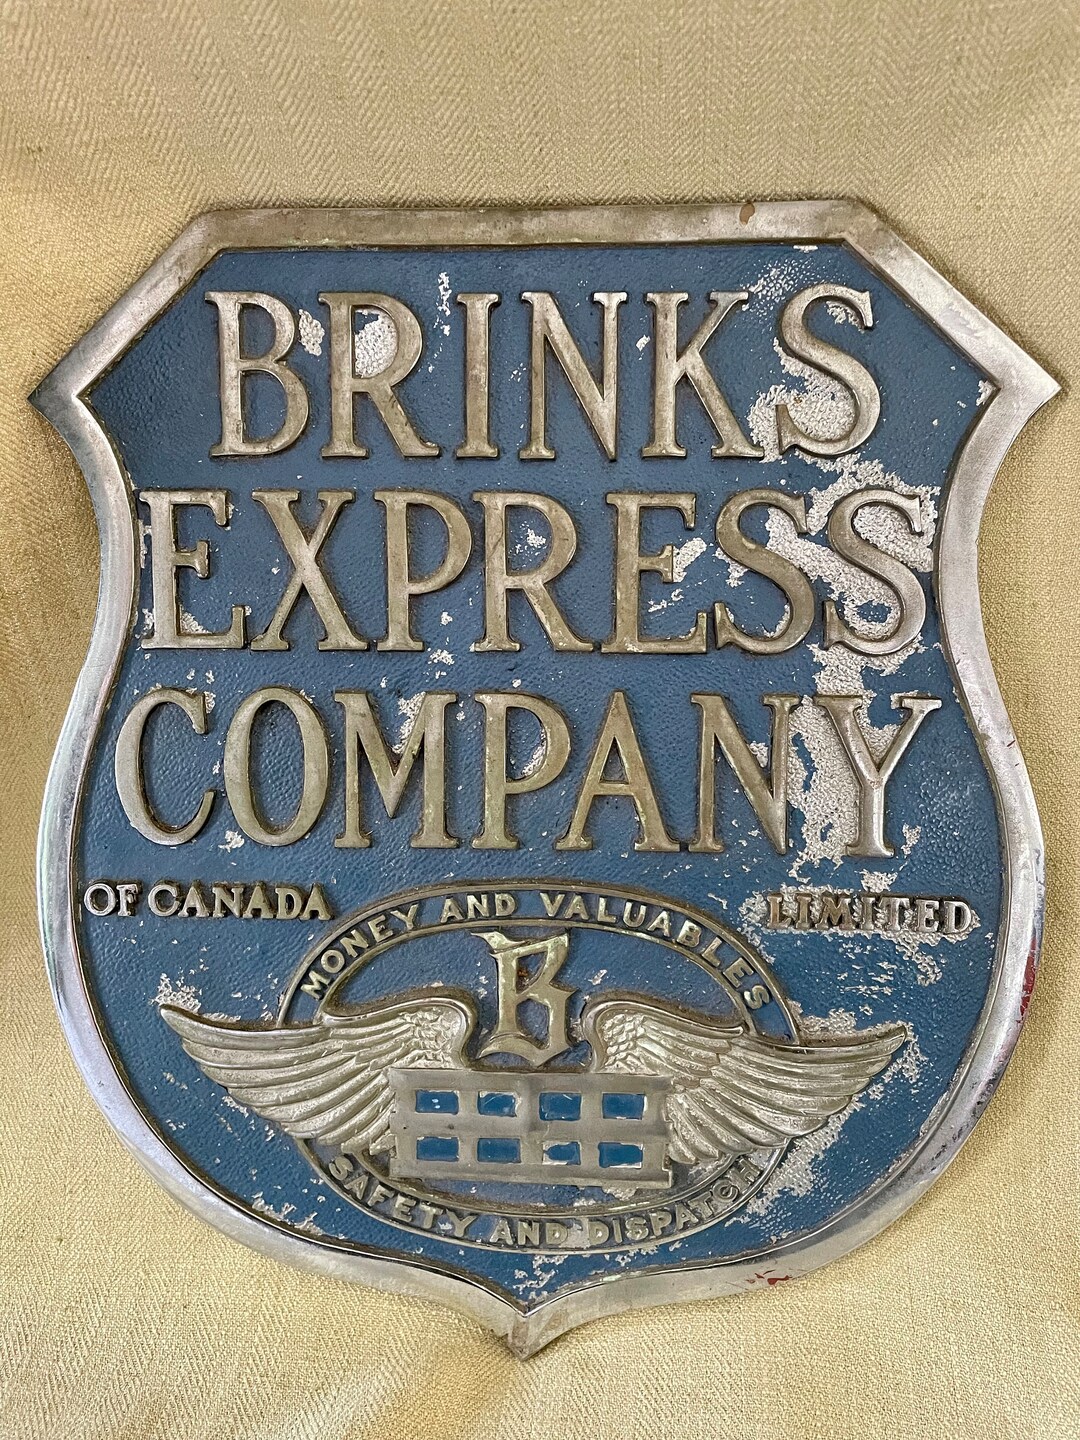 BRINKS
EXPRESS
COMPANY
OF CANADA LIMITED
MONEY AND VALUABLES
B
SAFETY AND DISPATCH